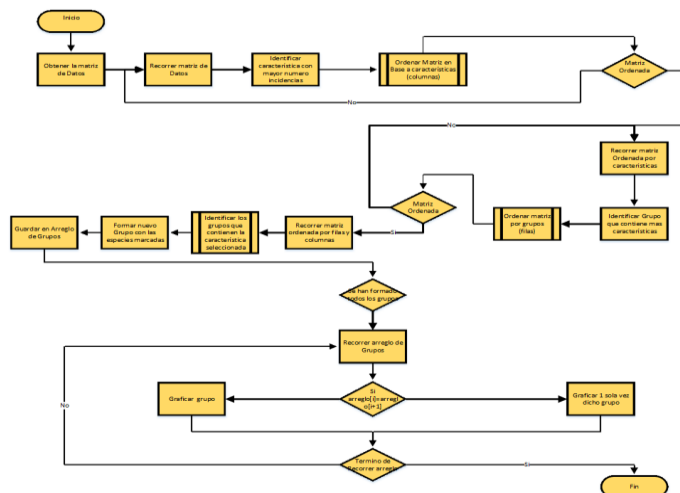 Inicio
Obtener la matriz
de Datos
Recorrer matriz de
Datos
Identificar
característica con
mayor numero
incidencias
Ordenar Matriz en
Base a características
(columnas)
Matriz
Ordenada
No
No
Recorrer matriz
Ordenada por
características
Identificar Grupo
que contiene mas
características
Ordenar matriz
por grupos
(filas)
Matriz
Ordenada
Si
Recorrer matriz
ordenada por filas y
columnas
Identificar los
grupos que
contienen la
característica
seleccionada
Formar nuevo
Grupo con las
especies marcadas
Guardar en Arreglo
de Grupos
Se han formado
todos los grupos
Recorrer arreglo de
Grupos
Si
arreglo[i]=arregl
o[i+1]
Graficar grupo
Graficar 1 sola vez
dicho grupo
No
Termino de
Recorrer arreglo
Si
Fin